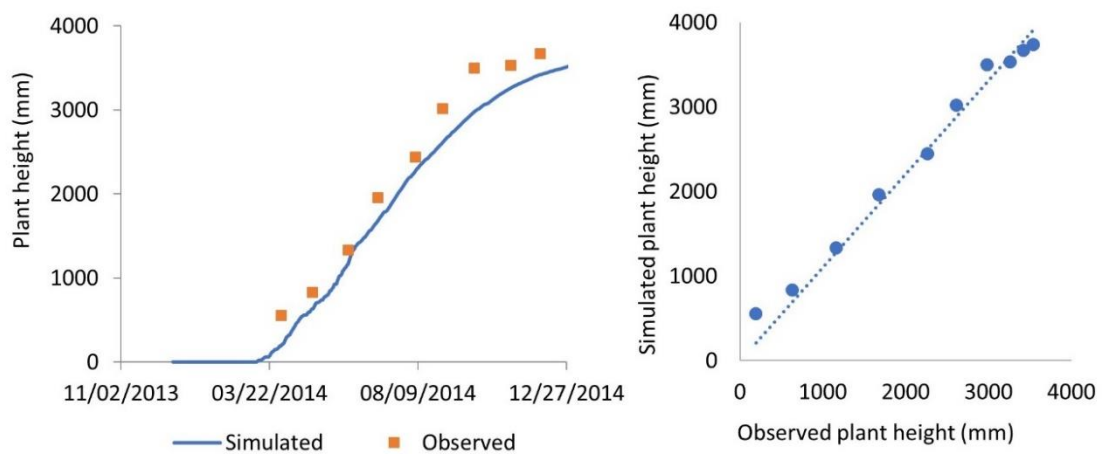 Plant height (mm)
4000
3000
2000
1000
0
11/02/2013 03/22/2014 08/09/2014 12/27/2014
Simulated Observed
Simulated plant height (mm)
4000
3000
2000
1000
0
0 1000 2000 3000 4000
Observed plant height (mm)